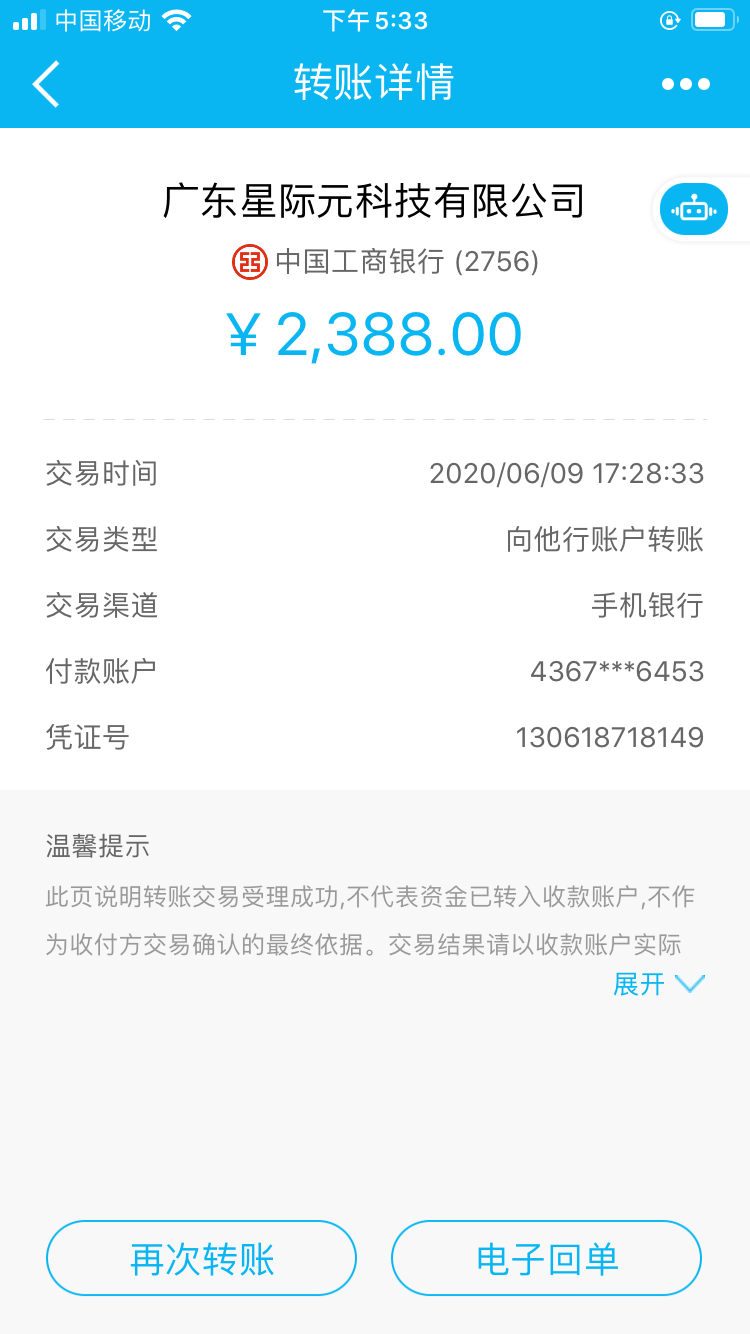 中国移动 下午5:33
转账详情
广东星际元科技有限公司
中国工商银行 (2756)
¥ 2,388.00
交易时间 2020/06/09 17:28:33
交易类型 向他行账户转账
交易渠道 手机银行
付款账户 4367***6453
凭证号 130618718149
温馨提示
此页说明转账交易受理成功,不代表资金已转入收款账户,不作
为收付方交易确认的最终依据。交易结果请以收款账户实际
展开
再次转账 电子回单